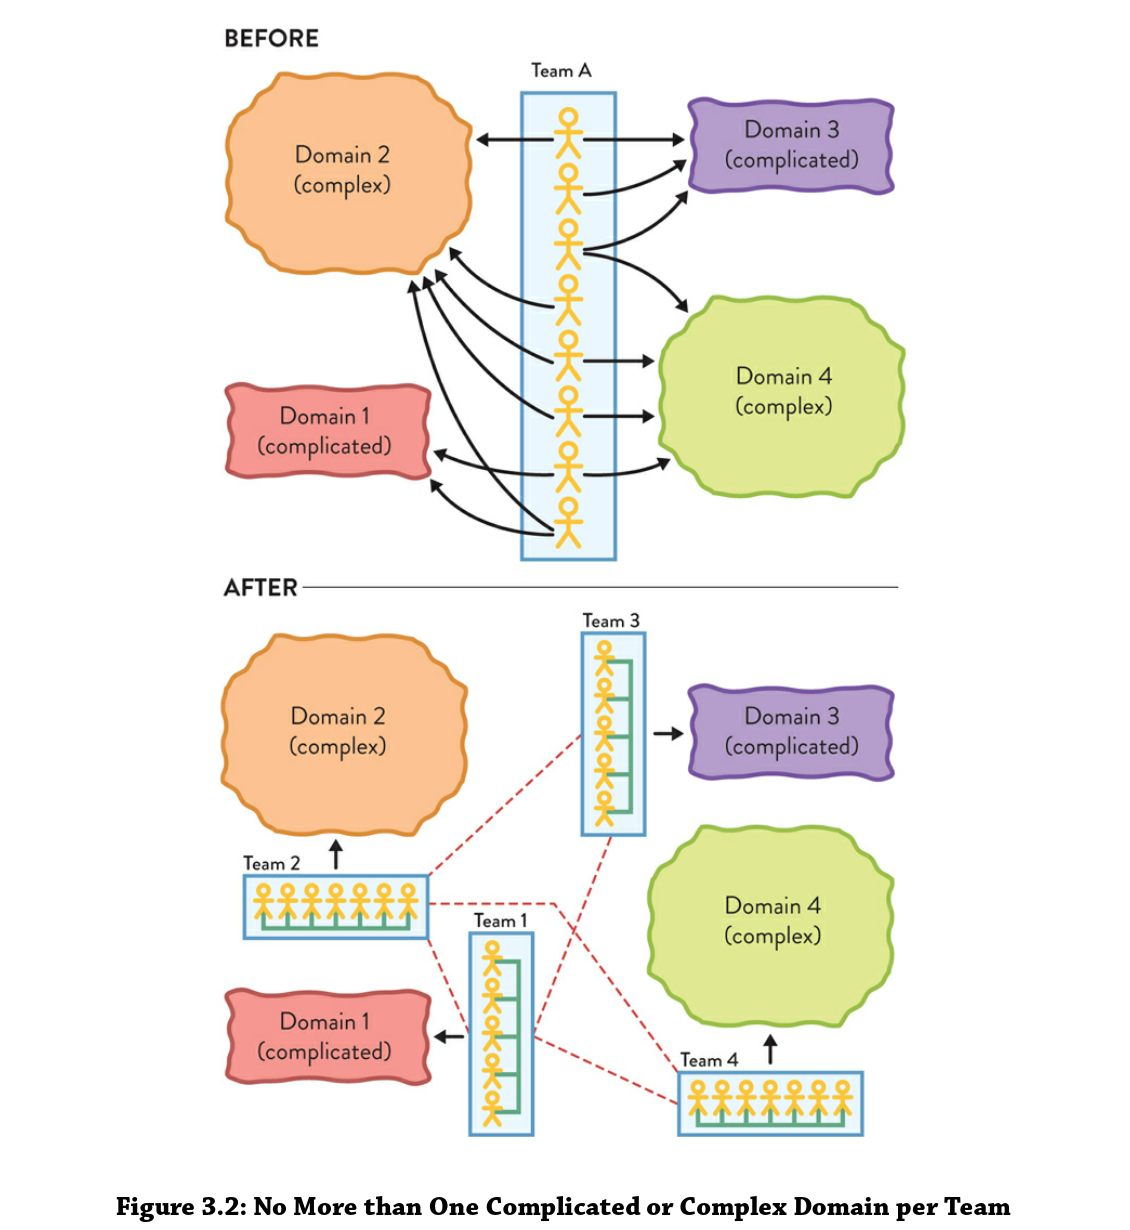 BEFORE
Team A
Domain 2
(complex)
Domain 3
(complicated)
Domain 4
(complex)
Domain 1
(complicated)
AFTER
Team 3
Domain 2
(complex)
Domain 3
(complicated)
Team 2
Team 1
Domain 4
(complex)
Domain 1
(complicated)
Team 4
Figure 3.2: No More than One Complicated or Complex Domain per Team